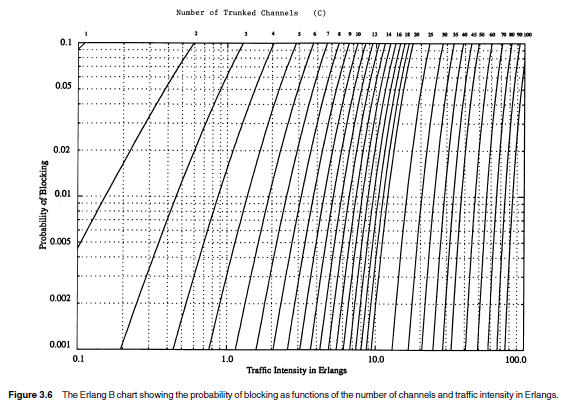 Number of Trunked Channels (C)
1 2 3 4 5 6 7 8 9 10 12 14 16 18 20 25 30 35 40 45 50 60 70 80 90 100
0.1
0.05
0.02
0.01
0.005
0.002
0.001
Probability of Blocking
0.1 1.0 10.0 100.0
Traffic Intensity in Erlangs
Figure 3.6 The Erlang B chart showing the probability of blocking as functions of the number of channels and traffic intensity in Erlangs.